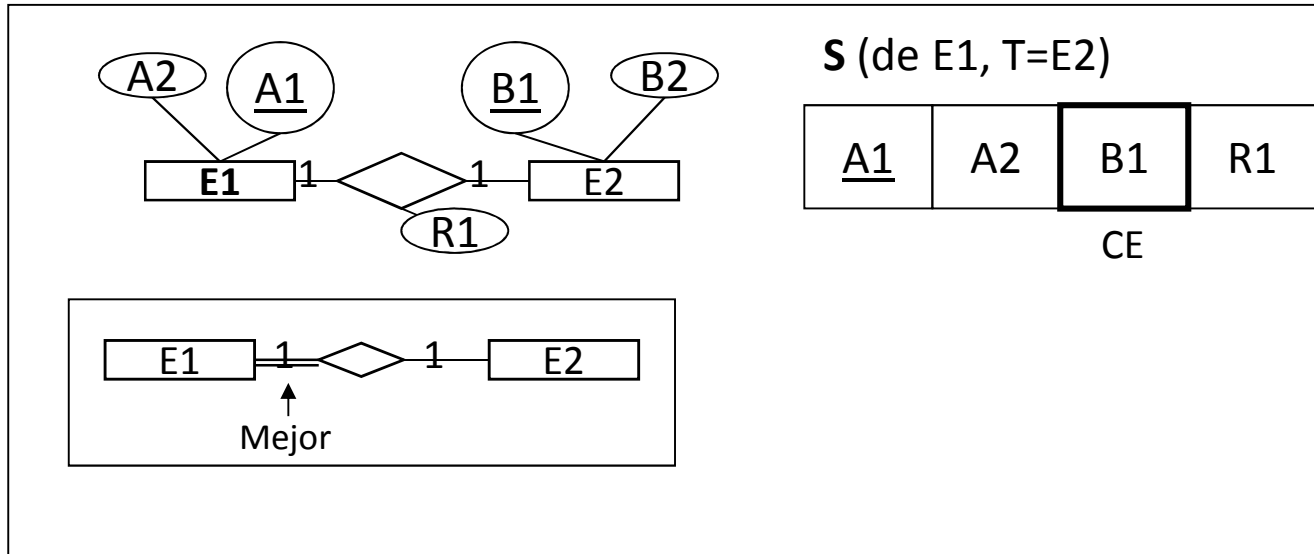 A2
A1
B1
B2
E1
1
1
E2
R1
S (de E1, T=E2)
A1 A2 B1 R1
CE
E1
1
1
E2
Mejor